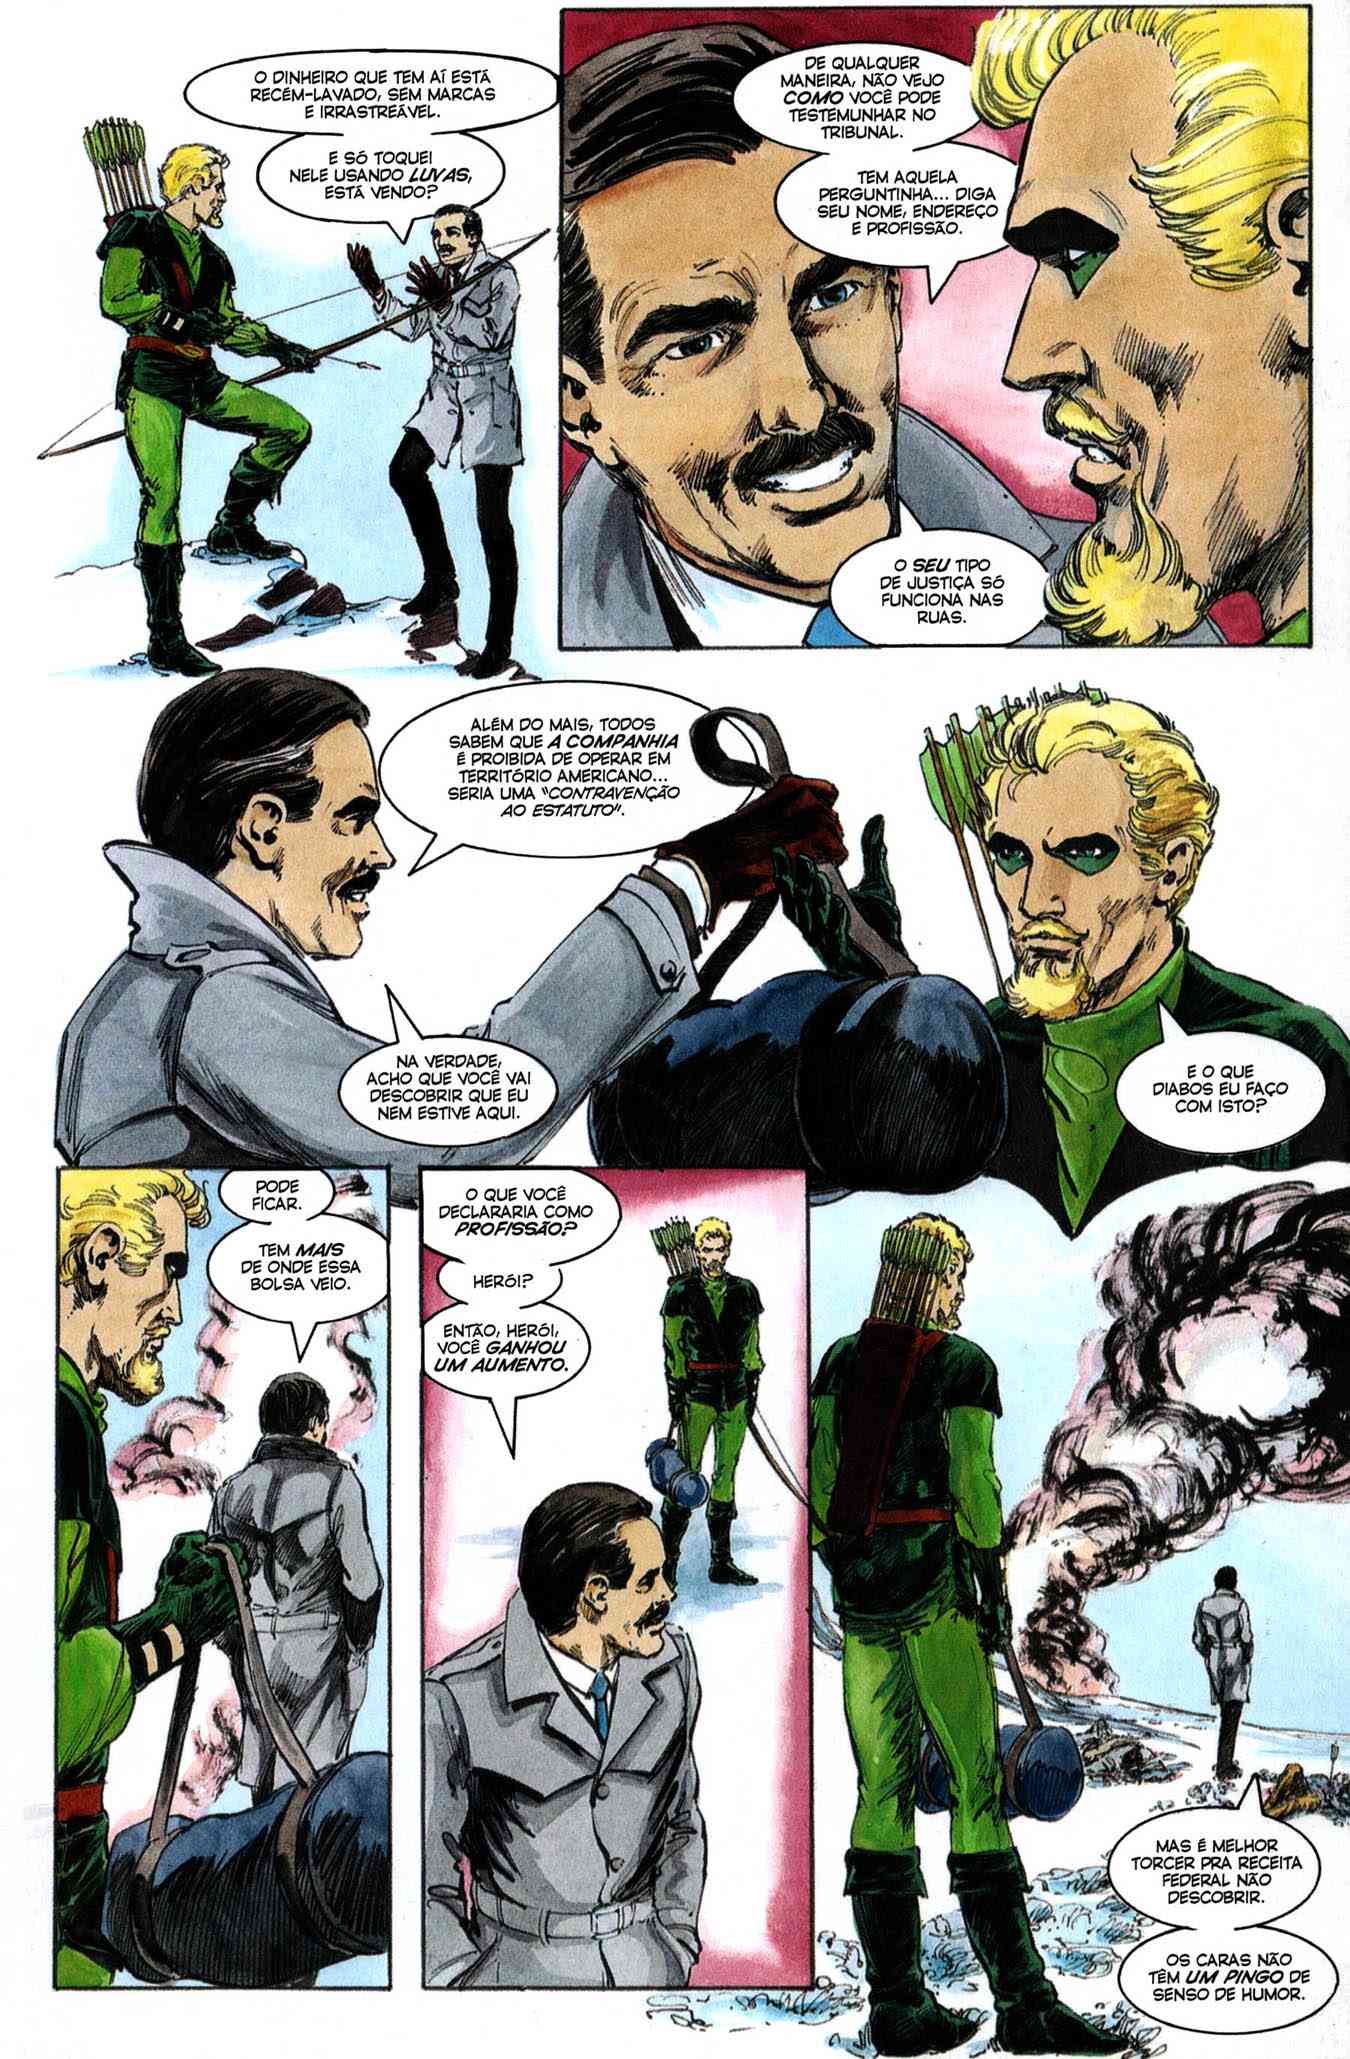 O DINHEIRO QUE TEM AÍ ESTÁ
RECÉM-LAVADO, SEM MARCAS
E IRRASTREÁVEL.
E SÓ TOQUEI
NELE USANDO LUVAS,
ESTÁ VENDO?
DE QUALQUER
MANEIRA, NÃO VEJO
COMO VOCÊ PODE
TESTEMUNHAR NO
TRIBUNAL.
TEM AQUELA
PERGUNTINHA... DIGA
SEU NOME, ENDEREÇO
E PROFISSÃO.
O SEU TIPO
DE JUSTIÇA SÓ
FUNCIONA NAS
RUAS.
ALÉM DO MAIS, TODOS
SABEM QUE A COMPANHIA
É PROIBIDA DE OPERAR EM
TERRITÓRIO AMERICANO...
SERIA UMA "CONTRAVENÇÃO
AO ESTATUTO".
NA VERDADE,
ACHO QUE VOCÊ VAI
DESCOBRIR QUE EU
NEM ESTIVE AQUI.
E O QUE
DIABOS EU FAÇO
COM ISTO?
PODE
FICAR.
TEM MAIS
DE ONDE ESSA
BOLSA VEIO.
O QUE VOCÊ
DECLARARIA COMO
PROFISSÃO?
HERÓI?
ENTÃO, HERÓI,
VOCÊ GANHOU
UM AUMENTO.
MAS É MELHOR
TORCER PRA RECEITA
FEDERAL NÃO
DESCOBRIR.
OS CARAS NÃO
TÊM UM PINGO DE
SENSO DE HUMOR.